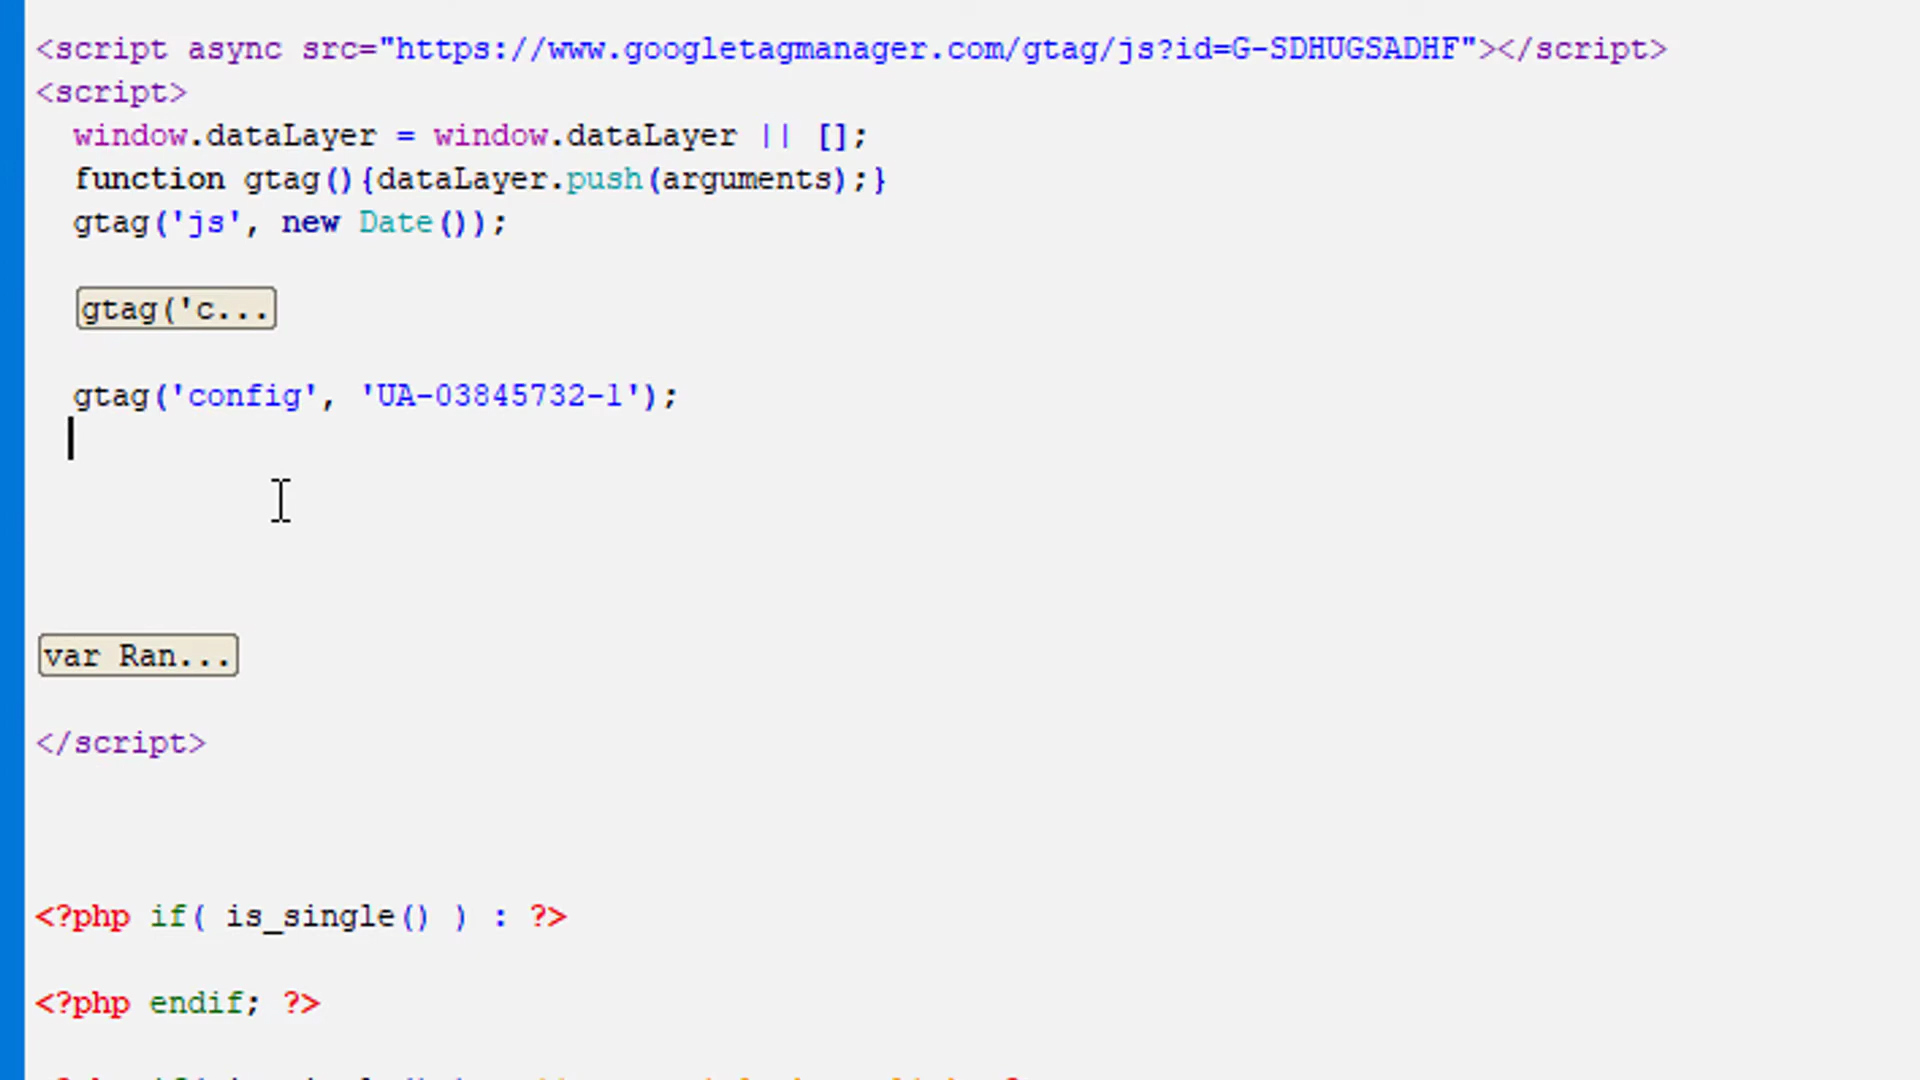 <script async src="https://www.googletagmanager.com/gtag/js?id=G-SDHUGSADHF"></script>
<script>
window.dataLayer = window.dataLayer || [];
function gtag(){dataLayer.push(arguments);}
gtag('js', new Date());
gtag('c...
gtag('config', 'UA-03845732-1');
var Ran...
</script>
<?php if( is_single() ) : ?>
<?php endif; ?>